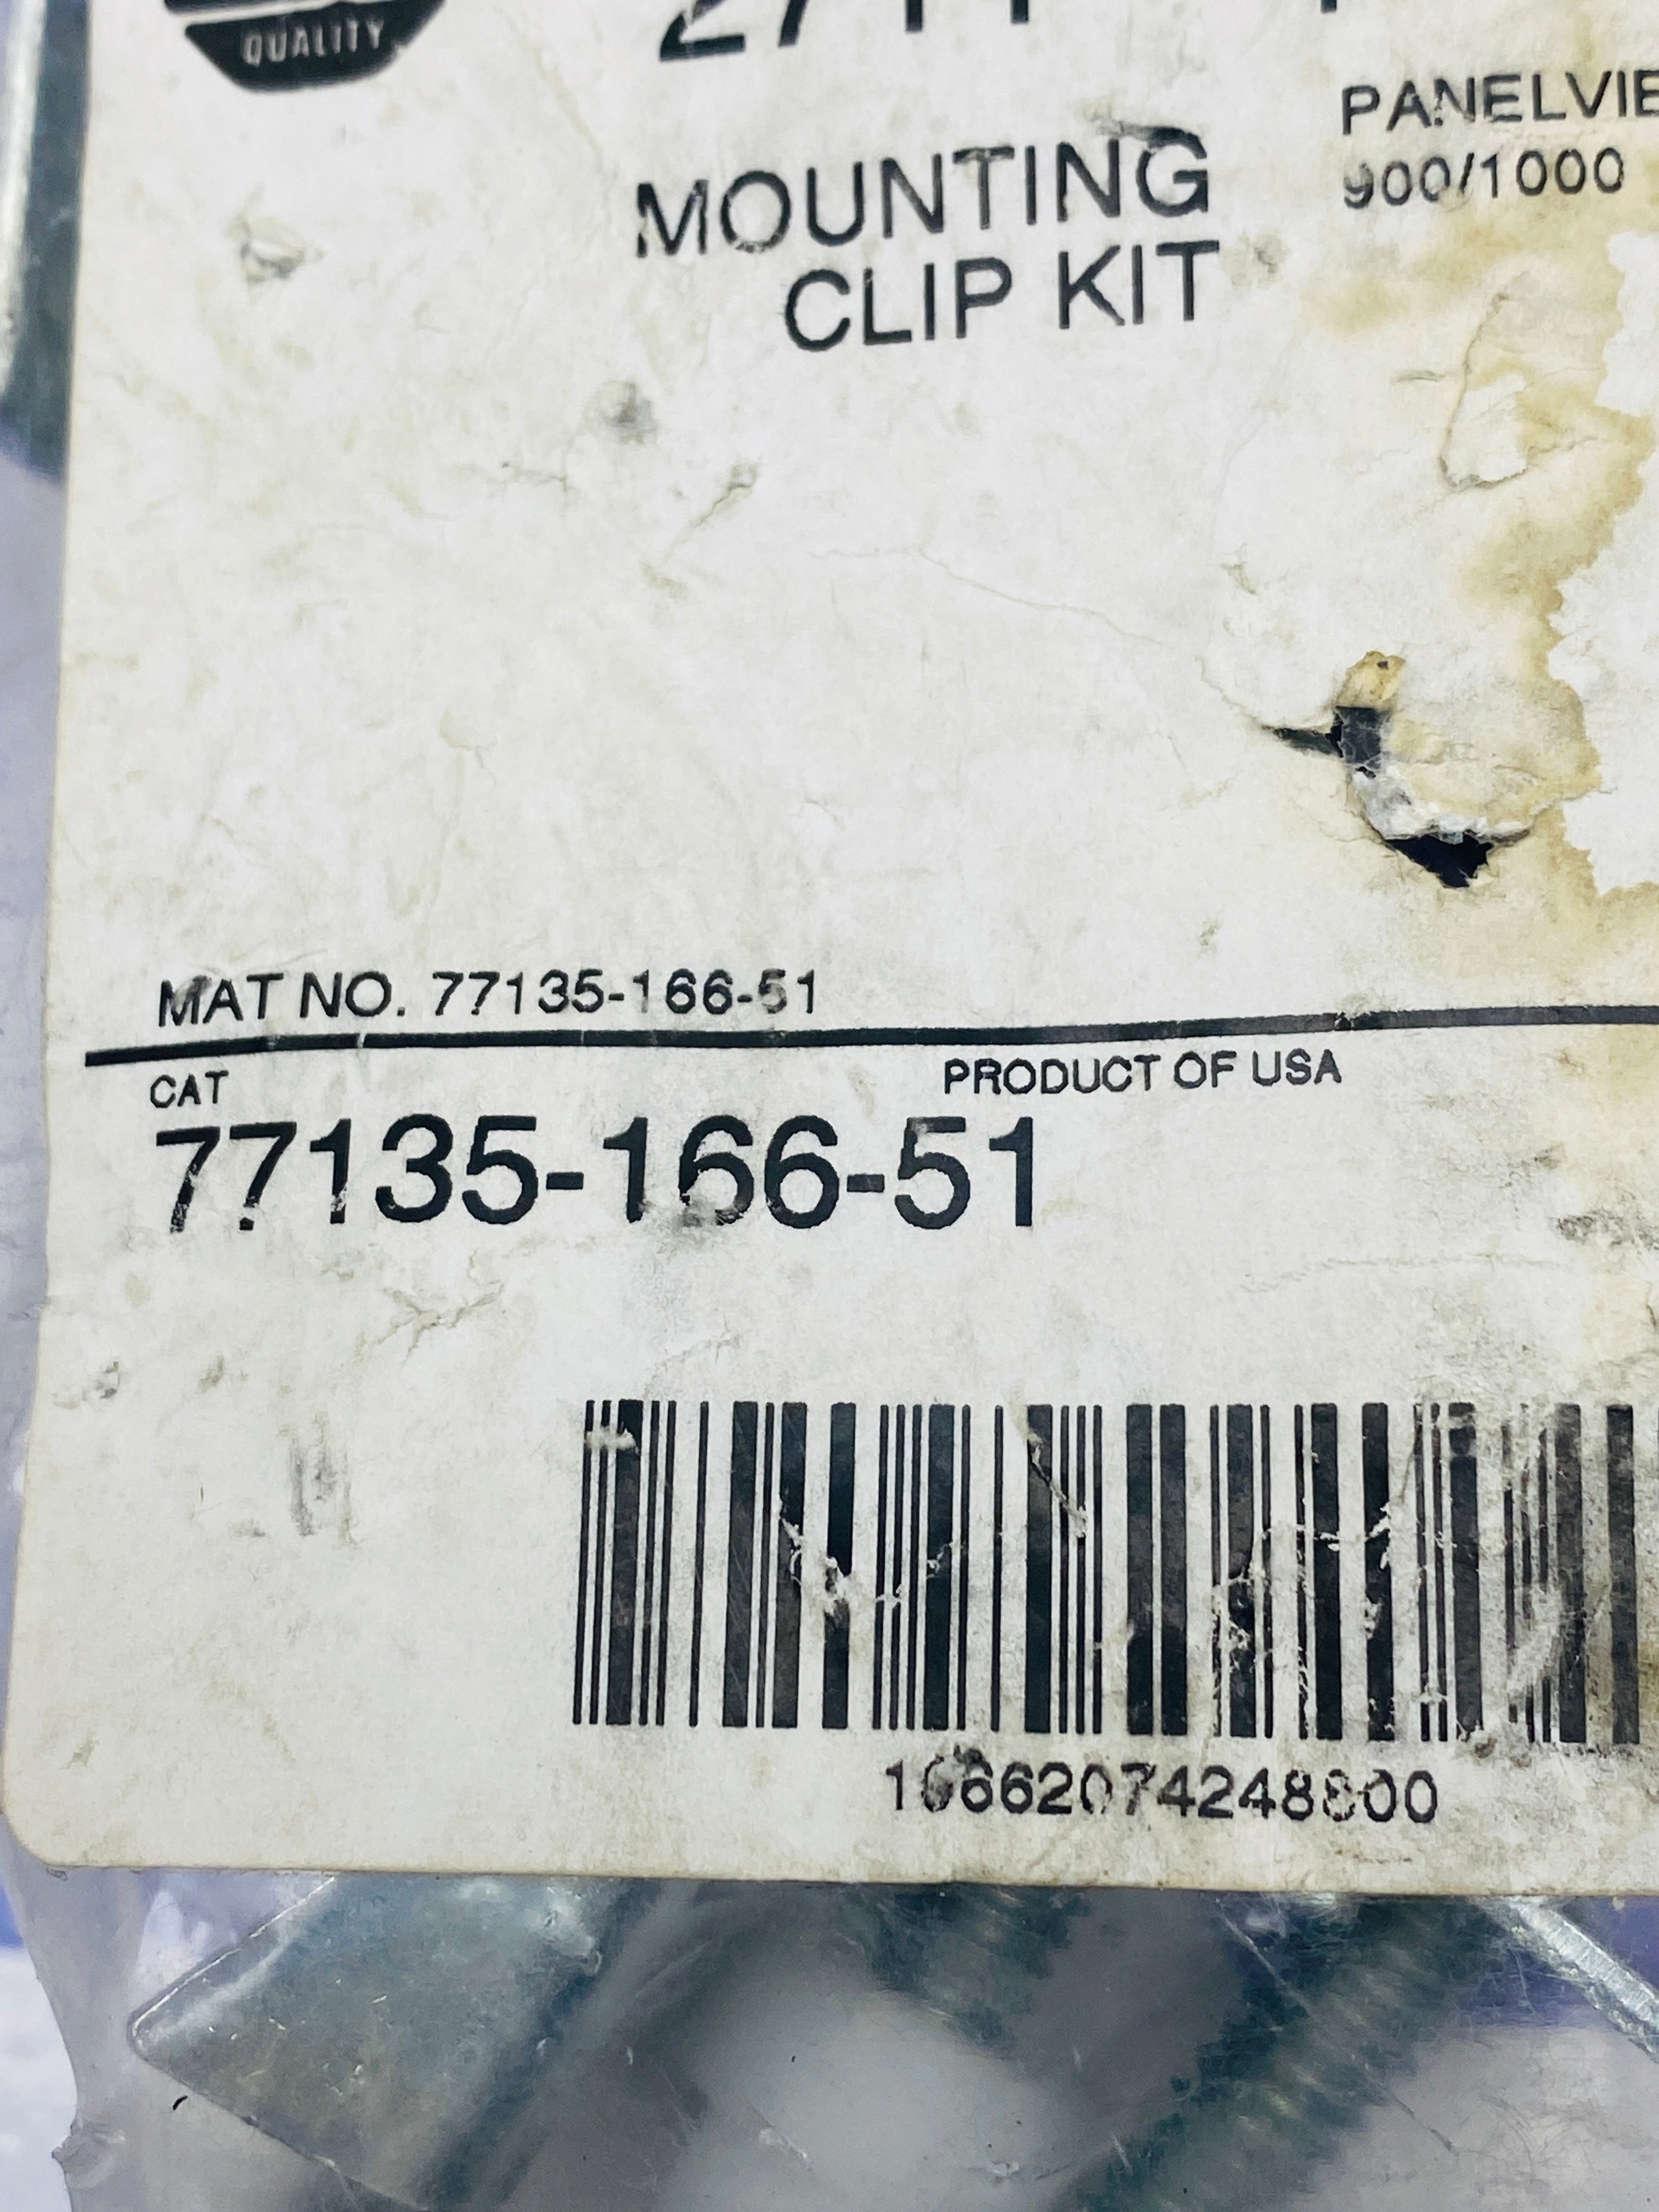 QUALITY
2711
PANELVIE
MOUNTING
900/1000
CLIP KIT
MAT NO. 77135-166-51
CAT
PRODUCT OF USA
77135-166-51